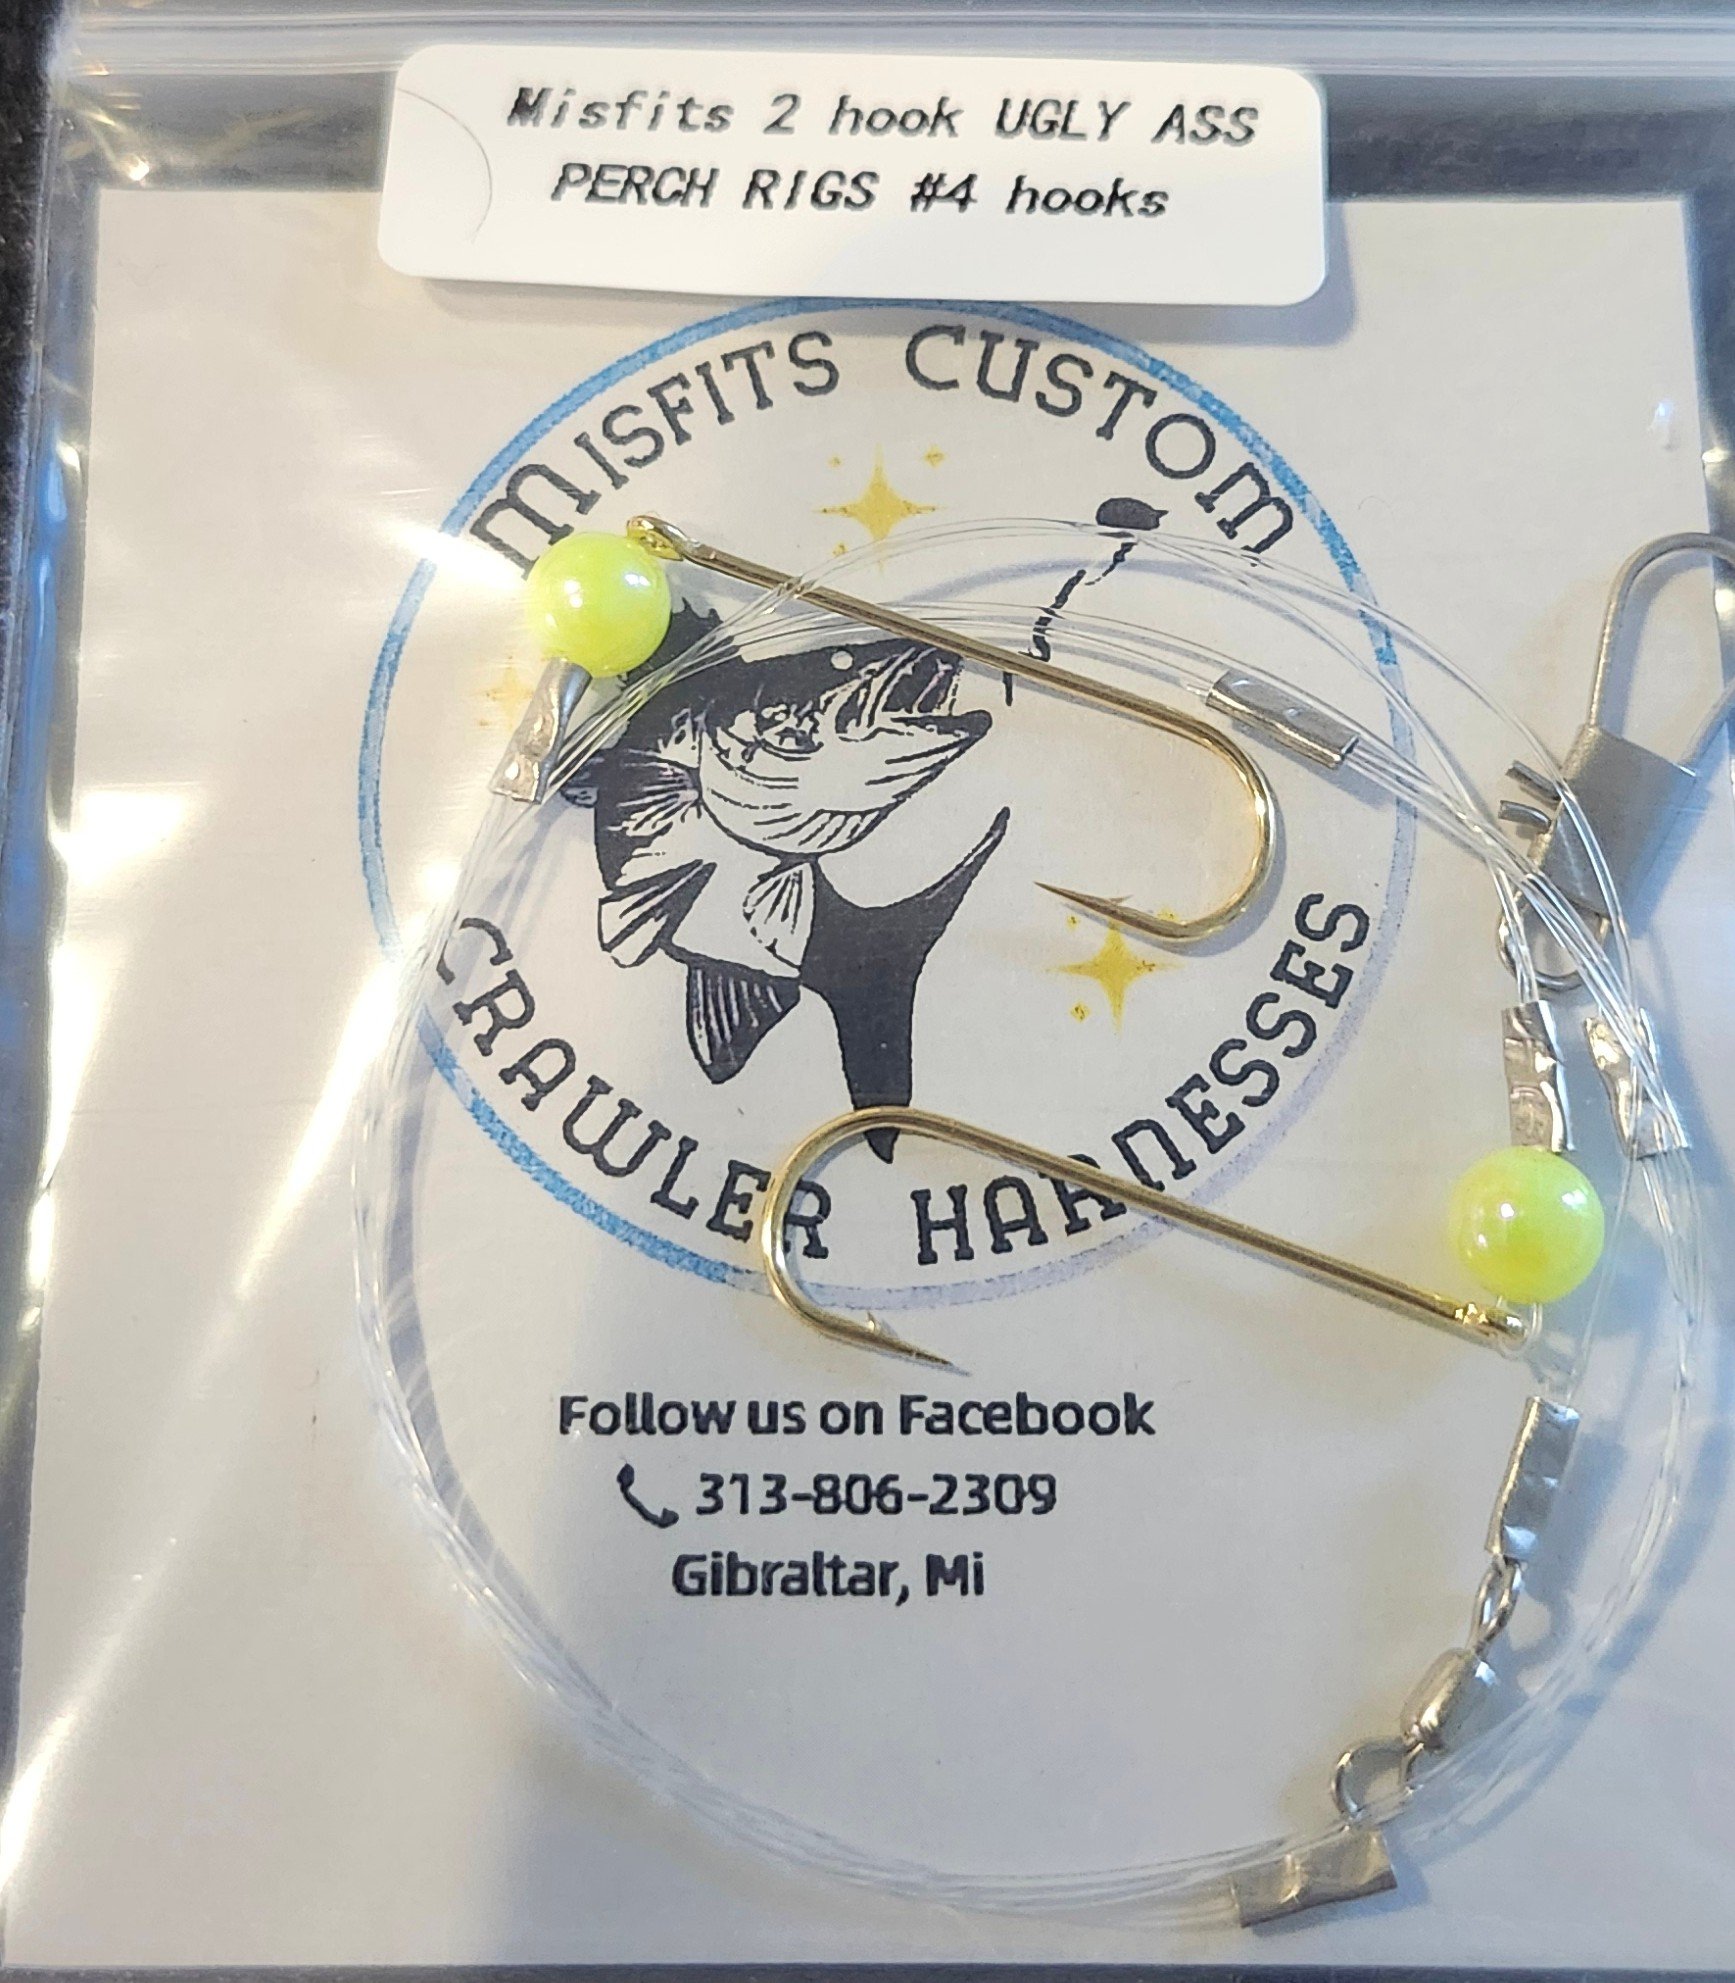 Misfits 2 hook UGLY ASS
PERCH RIGS #4 hooks
MISFITS CUSTOM
CRAWLER HARNESSES
Follow us on Facebook
313-806-2309
Gibraltar, Mi